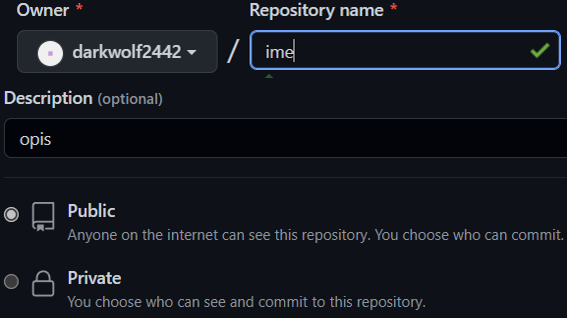 Owner * Repository name *
darkwolf2442 / ime
Description (optional)
opis
Public
Anyone on the internet can see this repository. You choose who can commit.
Private
You choose who can see and commit to this repository.